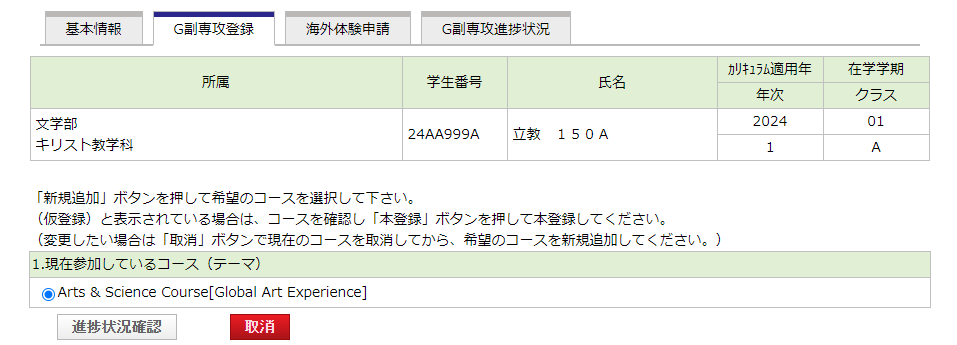 基本情報 G副専攻登録 海外体験申請 G副専攻進捗状況
所属 学生番号 氏名 ｶﾘｷｭﾗﾑ適用年 在学学期
年次 クラス
文学部
キリスト教学科
24AA999A 立教　１５０Ａ 2024 01
1 A
「新規追加」ボタンを押して希望のコースを選択して下さい。
（仮登録）と表示されている場合は、コースを確認し「本登録」ボタンを押して本登録してください。
（変更したい場合は「取消」ボタンで現在のコースを取消してから、希望のコースを新規追加してください。）
1.現在参加しているコース（テーマ）
Arts & Science Course[Global Art Experience]
進捗状況確認 取消